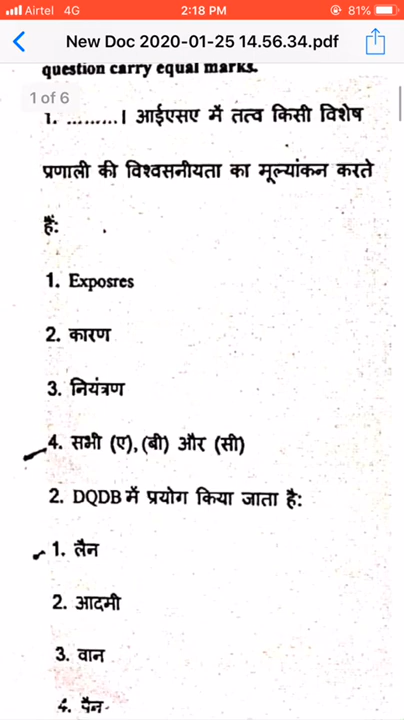 Airtel 4G 2:18 PM 81%
New Doc 2020-01-25 14.56.34.pdf
question carry equal marks.
1 of 6
1. .........। आईएसए में तत्व किसी विशेष
प्रणाली की विश्वसनीयता का मूल्यांकन करते
हैं:
1. Exposres
2. कारण
3. नियंत्रण
4. सभी (ए), (बी) और (सी)
2. DQDB में प्रयोग किया जाता है:
1. लैन
2. आदमी
3. वान
4. पैन